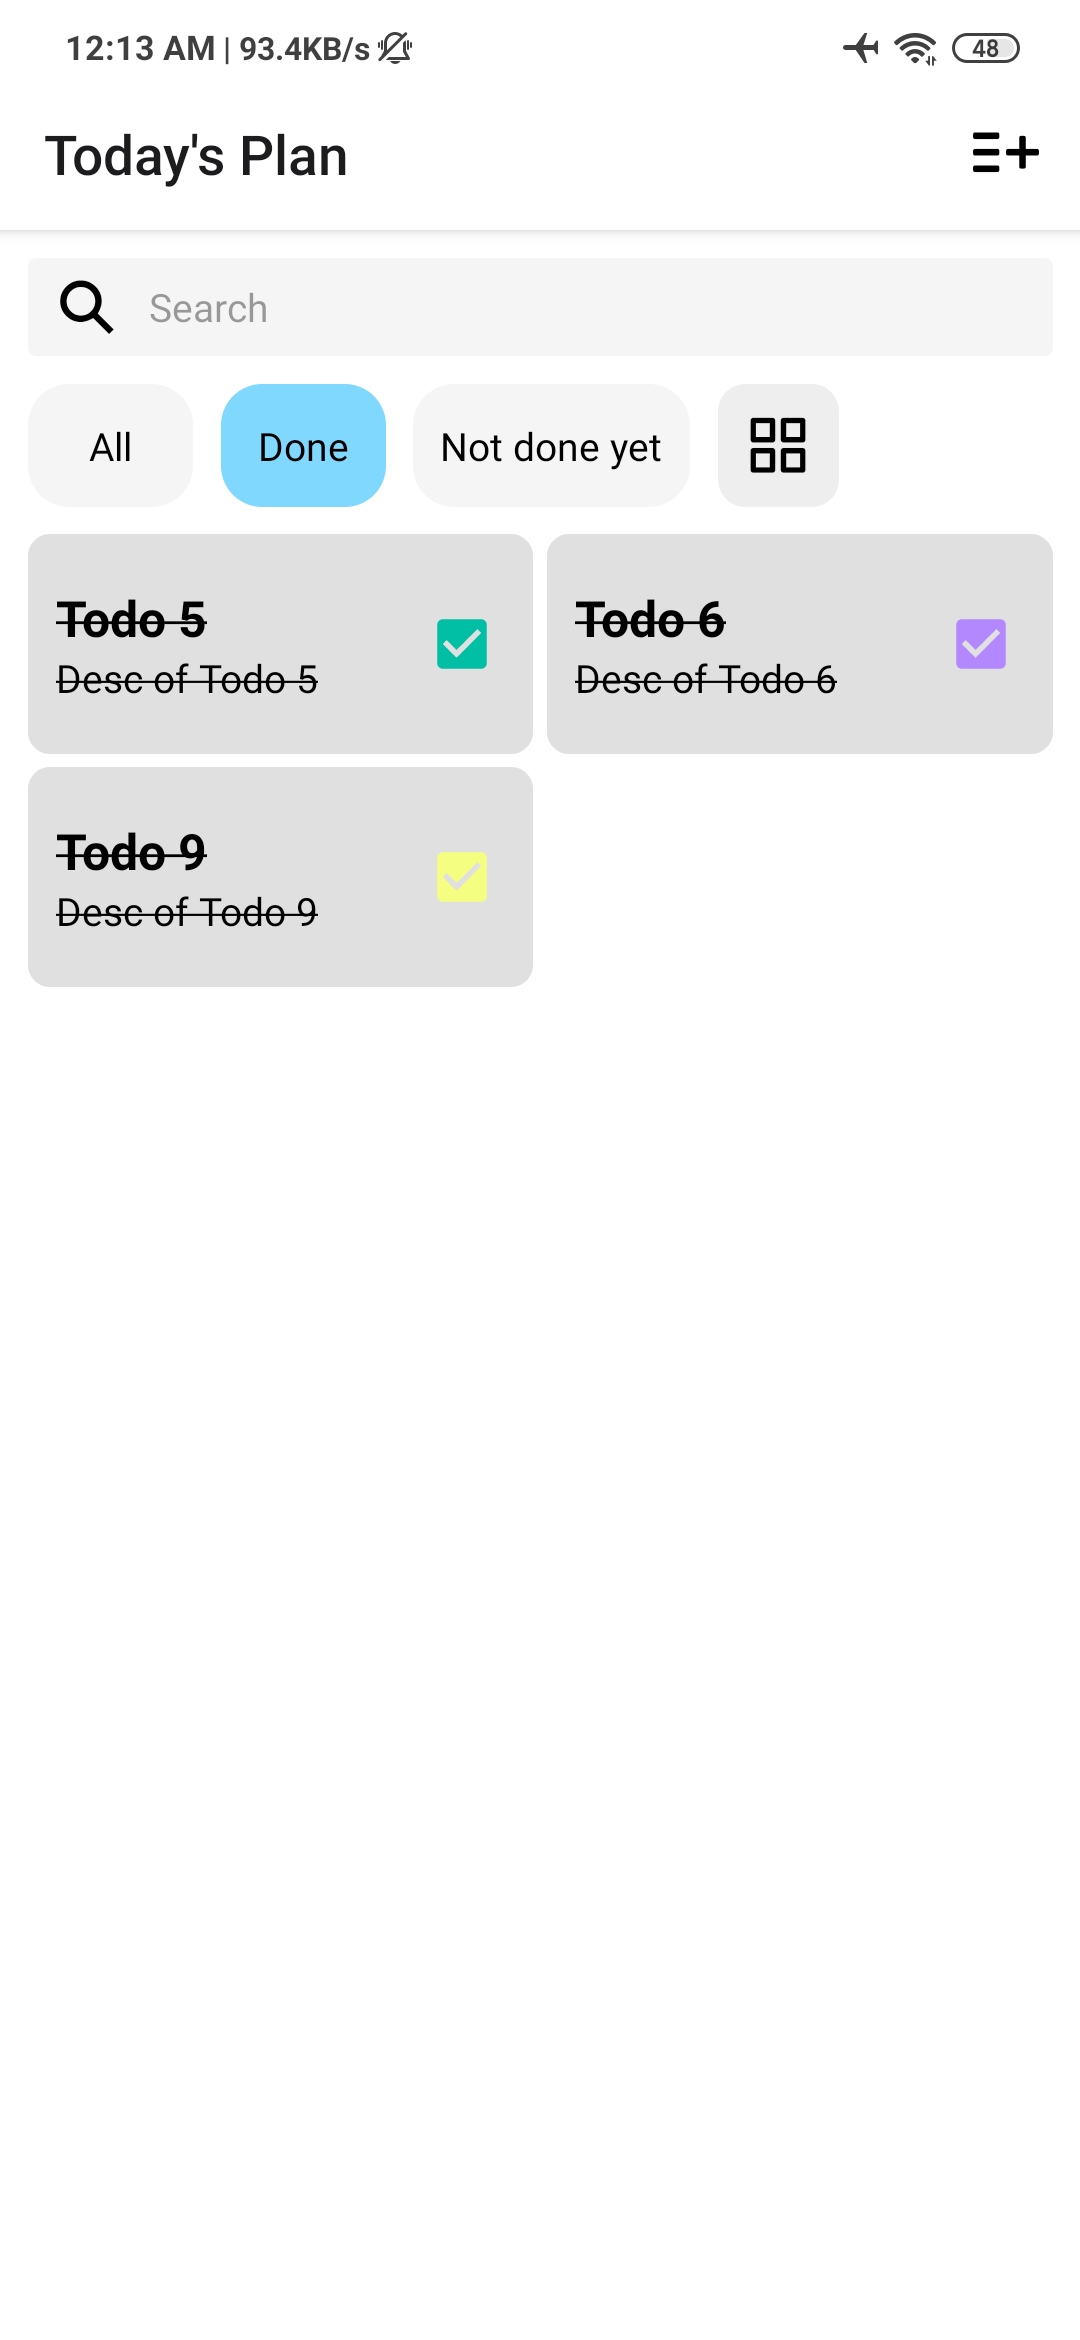 12:13 AM | 93.4KB/s 48
Today's Plan
Search
All Done Not done yet
Todo 5
Desc of Todo 5
Todo 6
Desc of Todo 6
Todo 9
Desc of Todo 9